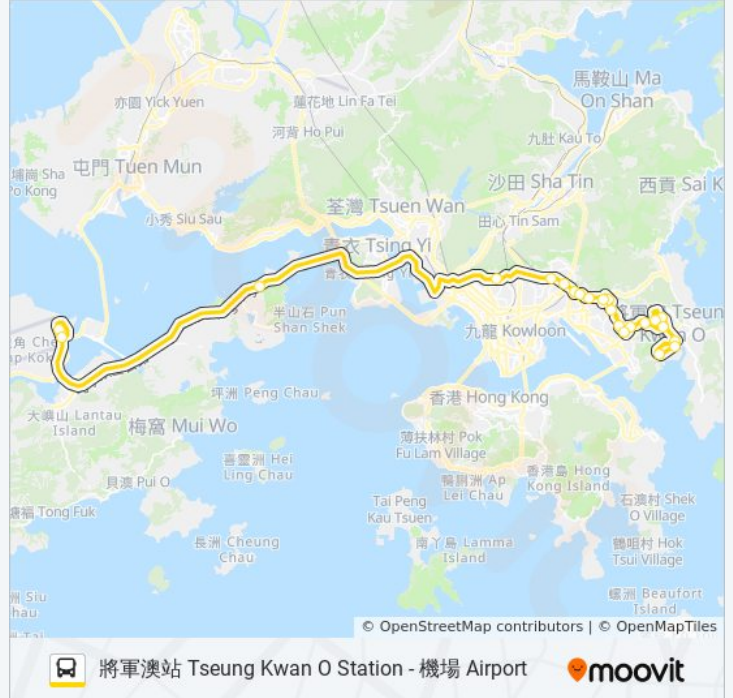 馬鞍山 Ma
On Shan
亦園 Yick Yuen
蓮花地 Lin Fa Tei
河背 Ho Pui
九肚 Kau To
埔崗 Sha
Po Kong
屯門 Tuen Mun
沙田 Sha Tin
西貢 Sai K
荃灣 Tsuen Wan
小秀 Siu Sau
田心 Tin Sam
青衣 Tsing Yi
半山石 Pun
Shan Shek
Tseun
O
九龍 Kowloon
角 Che
ap Kok
坪洲 Peng Chau
香港 Hong Kong
大嶼山 Lantau
Island
梅窩 Mui Wo
薄扶林村 Pok
Fu Lam Village
喜靈洲 Hei
Ling Chau
香港島 Hong
Kong Island
鴨脷洲 Ap
Lei Chau
貝澳 Pui O
石澳村 Shek
O Village
塘福 Tong Fuk
Tai Peng
Kau Tsuen
長洲 Cheung
Chau
南丫島 Lamma
Island
鶴咀村 Hok
Tsui Village
螺洲 Beaufort
Island
© OpenStreetMap contributors | © OpenMapTiles
將軍澳站 Tseung Kwan O Station - 機場 Airport
moovit